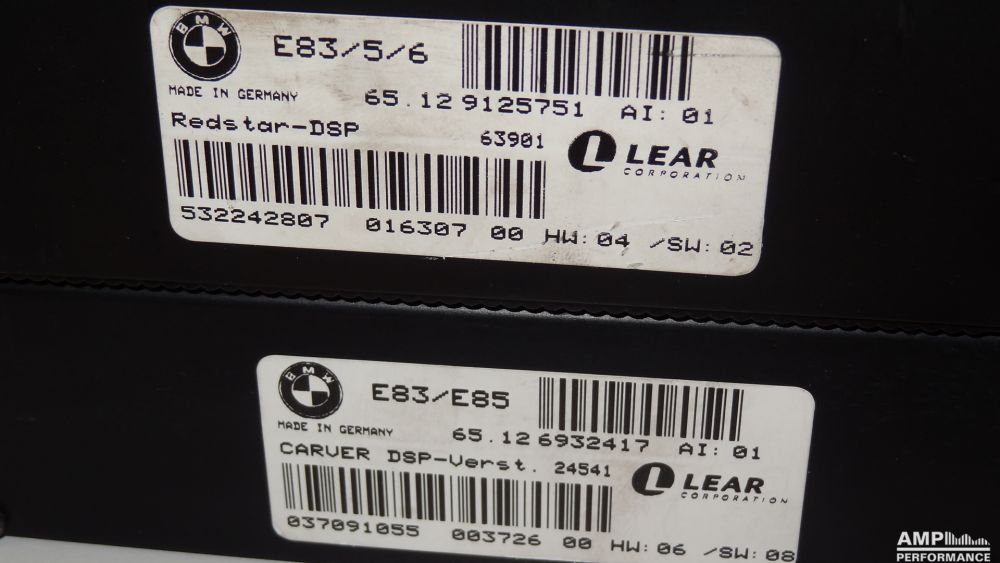 BMW
E83/5/6
MADE IN GERMANY
65.12 9125751 AI: 01
Redstar-DSP
63901
LEAR
CORPORATION
532242807 016307 00 HW:04 /SW:02
BMW
E83/E85
MADE IN GERMANY
65.12 6932417 AI: 01
CARVER DSP-Verst. 24541
LEAR
CORPORATION
037091055 003726 00 HW:06 /SW:08
AMP
PERFORMANCE